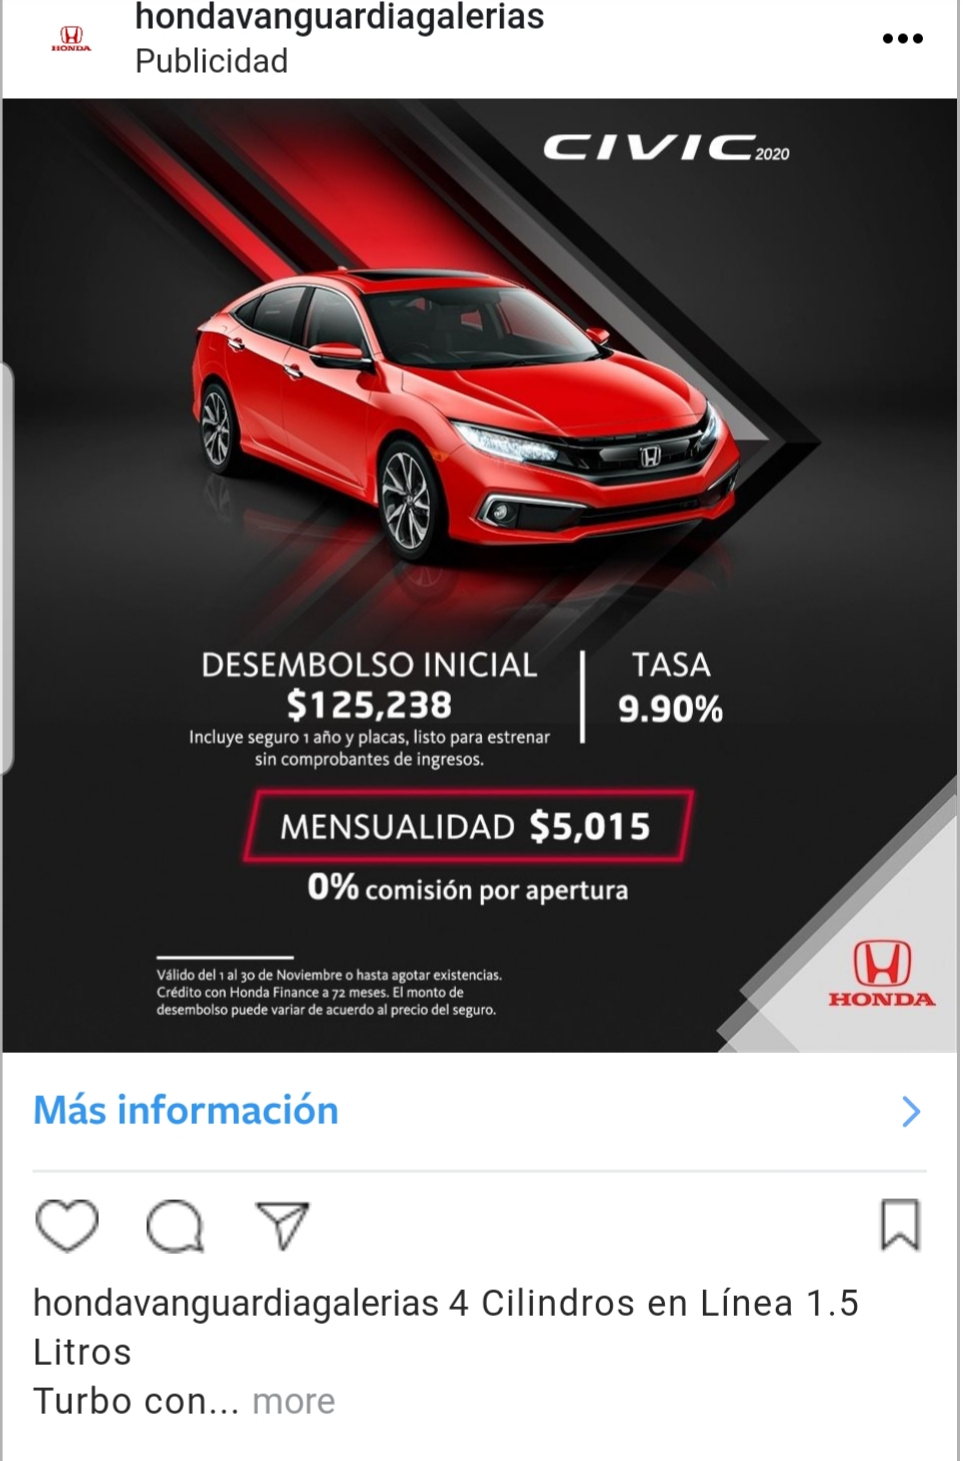 hondavanguardiagalerias
HONDA
Publicidad
CIVIC 2020
DESEMBOLSO INICIAL
$125,238
Incluye seguro 1 año y placas, listo para estrenar
sin comprobantes de ingresos.
TASA
9.90%
MENSUALIDAD $5,015
0% comisión por apertura
Válido del 1 al 30 de Noviembre o hasta agotar existencias.
Crédito con Honda Finance a 72 meses. El monto de
desembolso puede variar de acuerdo al precio del seguro.
HONDA
Más información
hondavanguardiagalerias 4 Cilindros en Línea 1.5
Litros
Turbo con... more